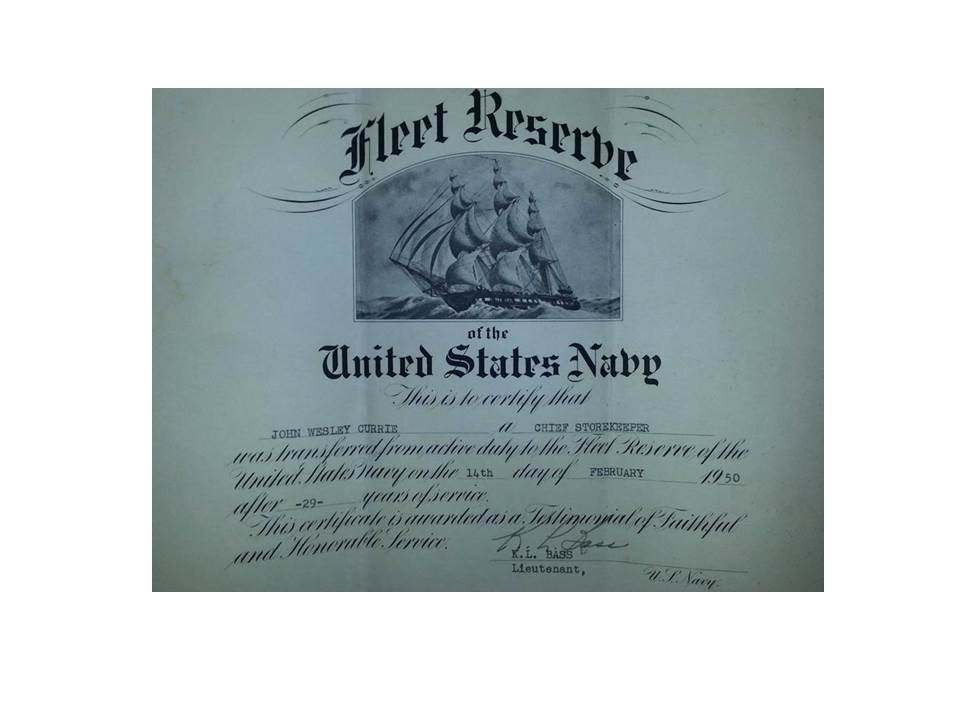 Fleet Reserve
of the
United States Navy
This is to certify that
JOHN WESLEY CURRIE a CHIEF STOREKEEPER
was transferred from active duty to the Fleet Reserve of the
United States Navy on the 14th day of FEBRUARY 1950
after -29- years of service.
This certificate is awarded as a Testimonial of Faithful
and Honorable Service.
K. L. Bass
K.L. BASS
Lieutenant, U.S. Navy.